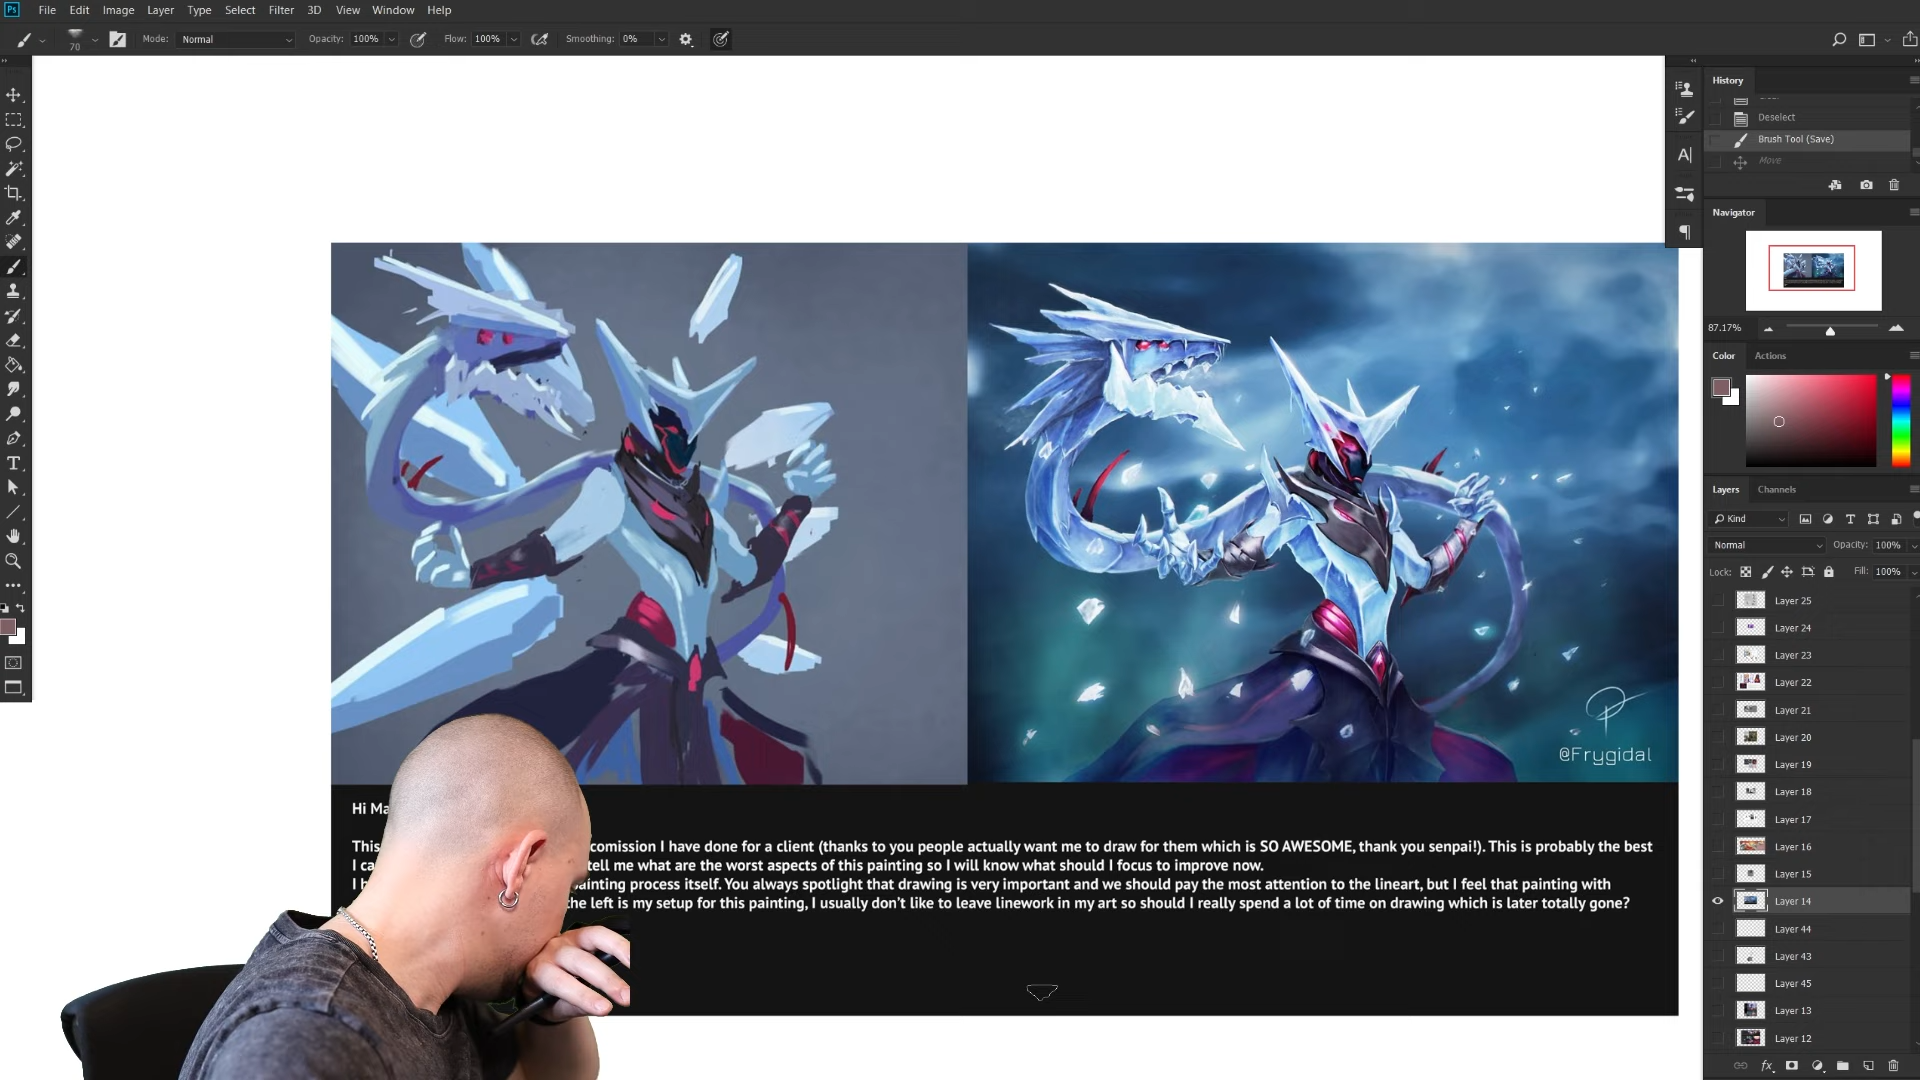 Ps File Edit Image Layer Type Select Filter 3D View Window Help
70 Mode: Normal Opacity: 100% Flow: 100% Smoothing: 0%
History
Deselect
Brush Tool (Save)
Move
Navigator
87.17%
Color Actions
Layers Channels
Kind
Normal Opacity: 100%
Lock: Fill: 100%
Layer 25
Layer 24
Layer 23
Layer 22
Layer 21
Layer 20
Layer 19
Layer 18
Layer 17
Layer 16
Layer 15
Layer 14
Layer 44
Layer 43
Layer 45
Layer 13
Layer 12
@Frygidal
Hi
This comission I have done for a client (thanks to you people actually want me to draw for them which is SO AWESOME, thank you senpai!). This is probably the best
I tell me what are the worst aspects of this painting so I will know what should I focus to improve now.
I painting process itself. You always spotlight that drawing is very important and we should pay the most attention to the lineart, but I feel that painting with
the left is my setup for this painting, I usually don't like to leave linework in my art so should I really spend a lot of time on drawing which is later totally gone?